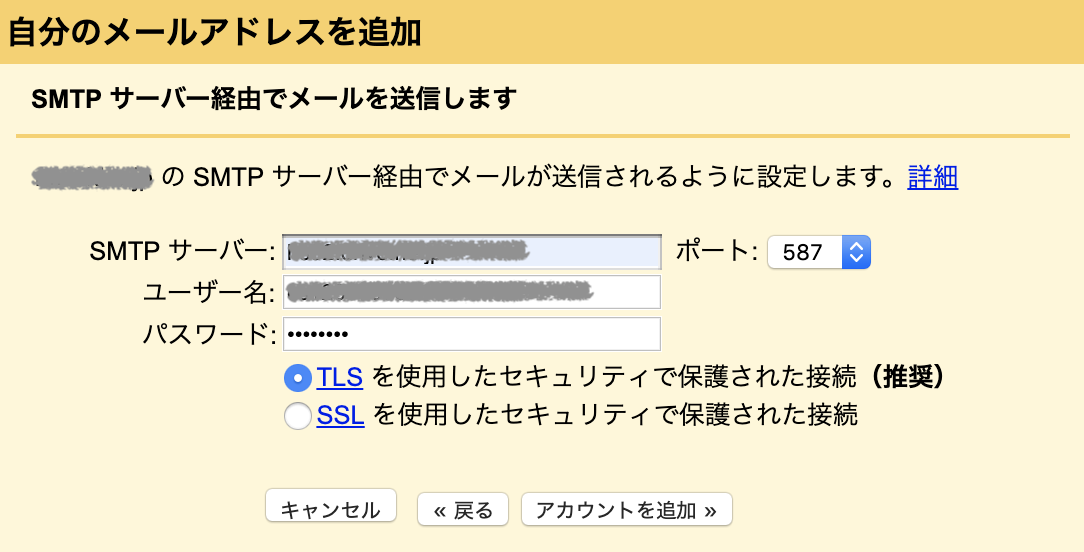 自分のメールアドレスを追加
SMTP サーバー経由でメールを送信します
の SMTP サーバー経由でメールが送信されるように設定します。詳細
SMTP サーバー: ポート: 587
ユーザー名:
パスワード: ••••••••
TLS を使用したセキュリティで保護された接続（推奨）
SSL を使用したセキュリティで保護された接続
キャンセル « 戻る アカウントを追加 »